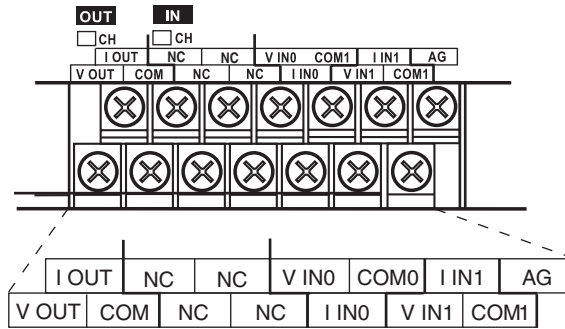 OUT IN
CH CH
I OUT NC NC V IN0 COM1 I IN1 AG
V OUT COM NC NC I IN0 V IN1 COM1
I OUT NC NC V IN0 COM0 I IN1 AG
V OUT COM NC NC I IN0 V IN1 COM1